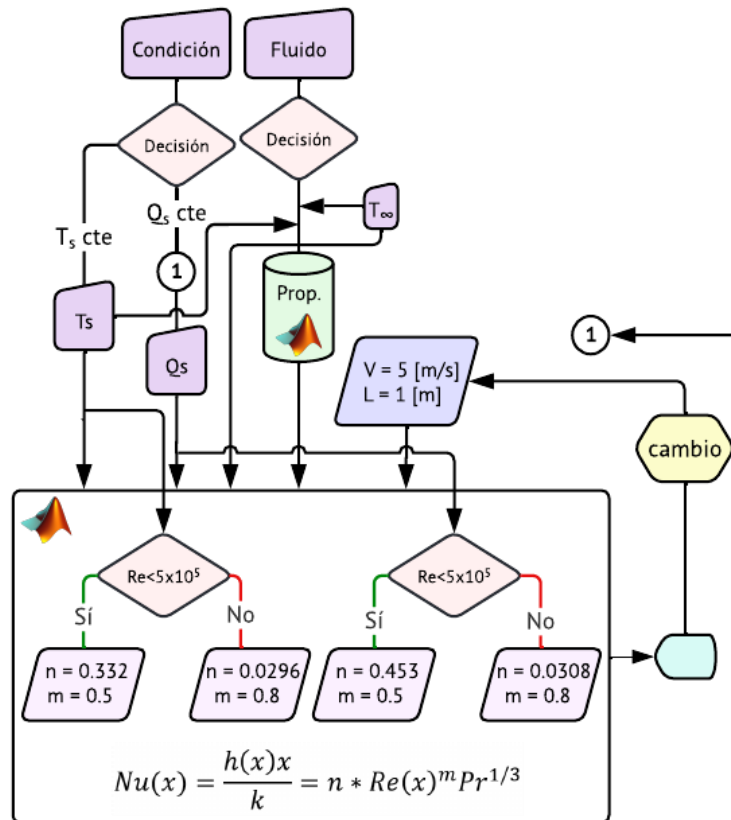 Condición
Fluido
Decisión
Decisión
T∞
Qₛ cte
Tₛ cte
1
Prop.
Ts
1
Qs
V = 5 [m/s]
L = 1 [m]
cambio
Re<5x10⁵
Re<5x10⁵
Sí
No
Sí
No
n = 0.332
m = 0.5
n = 0.0296
m = 0.8
n = 0.453
m = 0.5
n = 0.0308
m = 0.8
Nu(x) = h(x)x / k = n * Re(x)ᵐPr^{1/3}